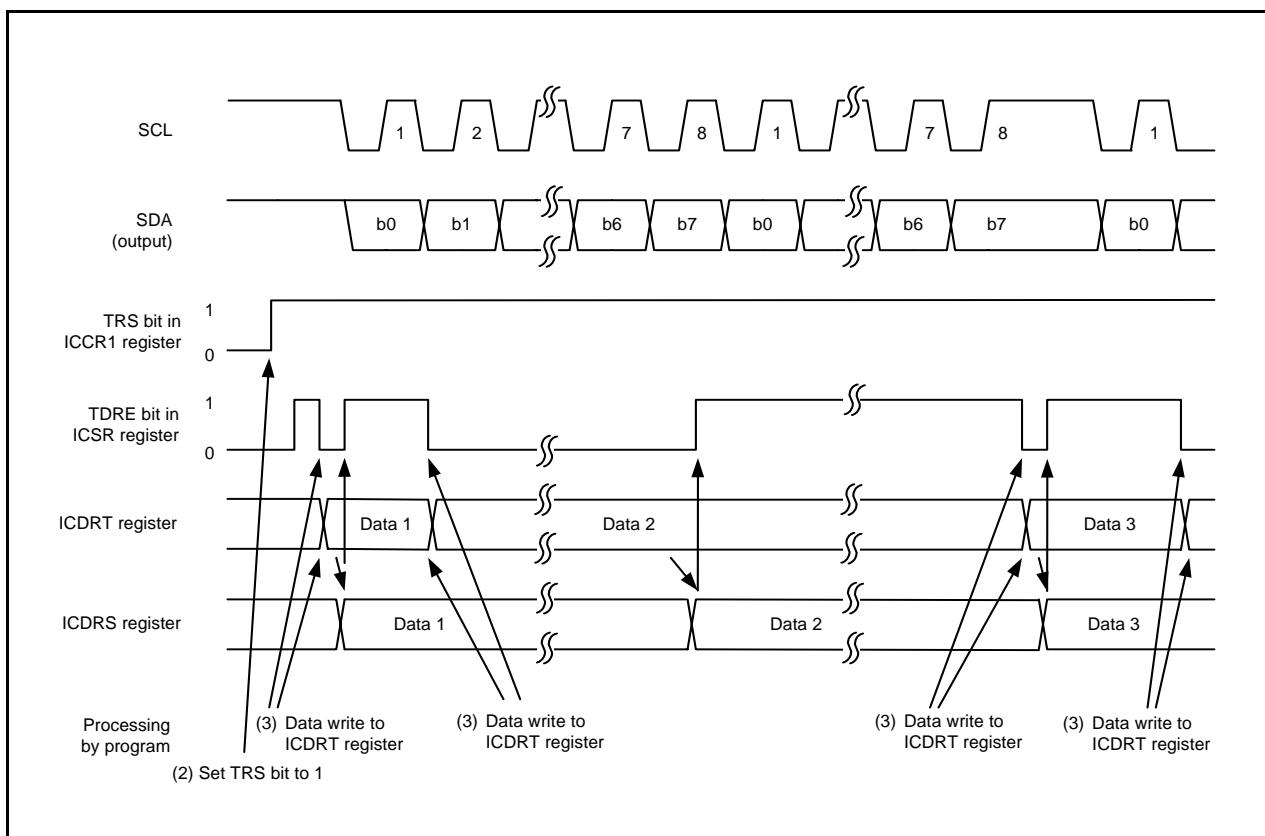 SCL
1 2 7 8 1 7 8 1
SDA
(output)
b0 b1 b6 b7 b0 b6 b7 b0
TRS bit in
ICCR1 register
1
0
TDRE bit in
ICSR register
1
0
ICDRT register
Data 1 Data 2 Data 3
ICDRS register
Data 1 Data 2 Data 3
Processing
by program
(3) Data write to
ICDRT register
(3) Data write to
ICDRT register
(3) Data write to
ICDRT register
(3) Data write to
ICDRT register
(2) Set TRS bit to 1